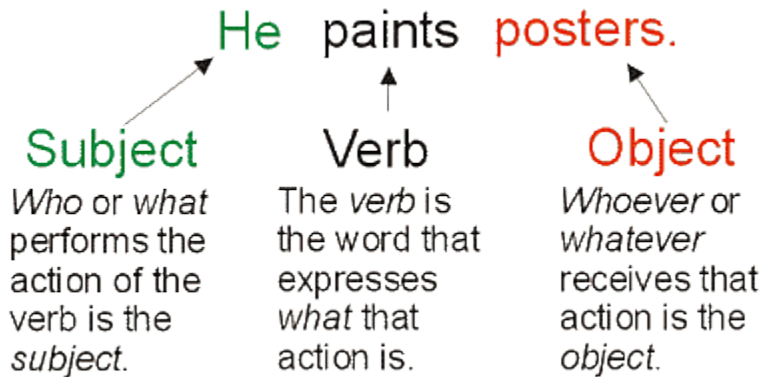 He paints posters.
Subject Verb Object
Who or what
performs the
action of the
verb is the
subject.
The verb is
the word that
expresses
what that
action is.
Whoever or
whatever
receives that
action is the
object.